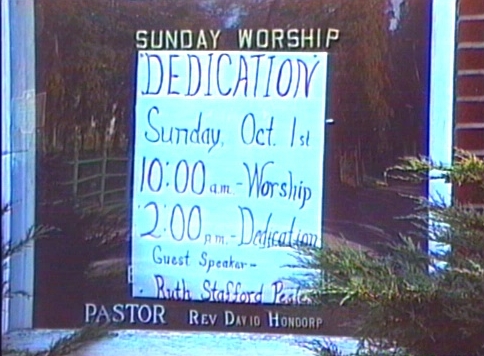 SUNDAY WORSHIP
DEDICATION
Sunday, Oct. 1st
10:00 a.m. - Worship
2:00 p.m. - Dedication
Guest Speaker -
Ruth Stafford Peale
PASTOR REV DAVID HONDORP